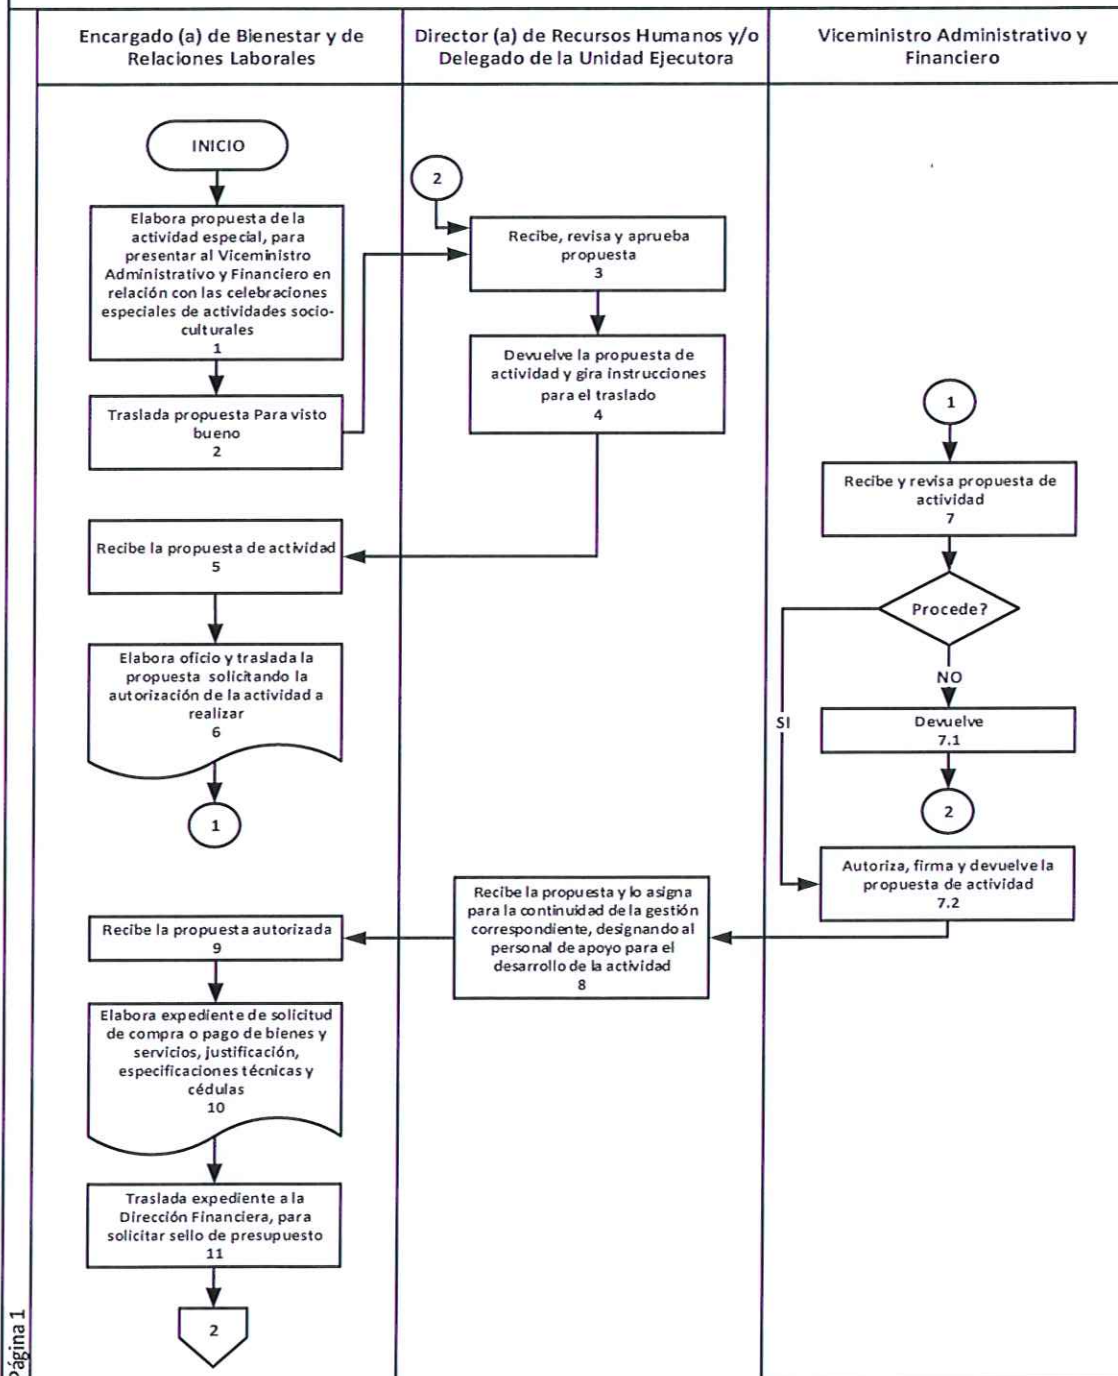 Encargado (a) de Bienestar y de
Relaciones Laborales
Director (a) de Recursos Humanos y/o
Delegado de la Unidad Ejecutora
Viceministro Administrativo y
Financiero
INICIO
Elabora propuesta de la
actividad especial, para
presentar al Viceministro
Administrativo y Financiero en
relación con las celebraciones
especiales de actividades socio-
culturales
1
Traslada propuesta Para visto
bueno
2
2
Recibe, revisa y aprueba
propuesta
3
Devuelve la propuesta de
actividad y gira instrucciones
para el traslado
4
Recibe la propuesta de actividad
5
Elabora oficio y traslada la
propuesta solicitando la
autorización de la actividad a
realizar
6
1
1
Recibe y revisa propuesta de
actividad
7
Procede?
NO
SI
Devuelve
7.1
2
Autoriza, firma y devuelve la
propuesta de actividad
7.2
Recibe la propuesta y lo asigna
para la continuidad de la gestión
correspondiente, designando al
personal de apoyo para el
desarrollo de la actividad
8
Recibe la propuesta autorizada
9
Elabora expediente de solicitud
de compra o pago de bienes y
servicios, justificación,
especificaciones técnicas y
cédulas
10
Traslada expediente a la
Dirección Financiera, para
solicitar sello de presupuesto
11
2
Página 1